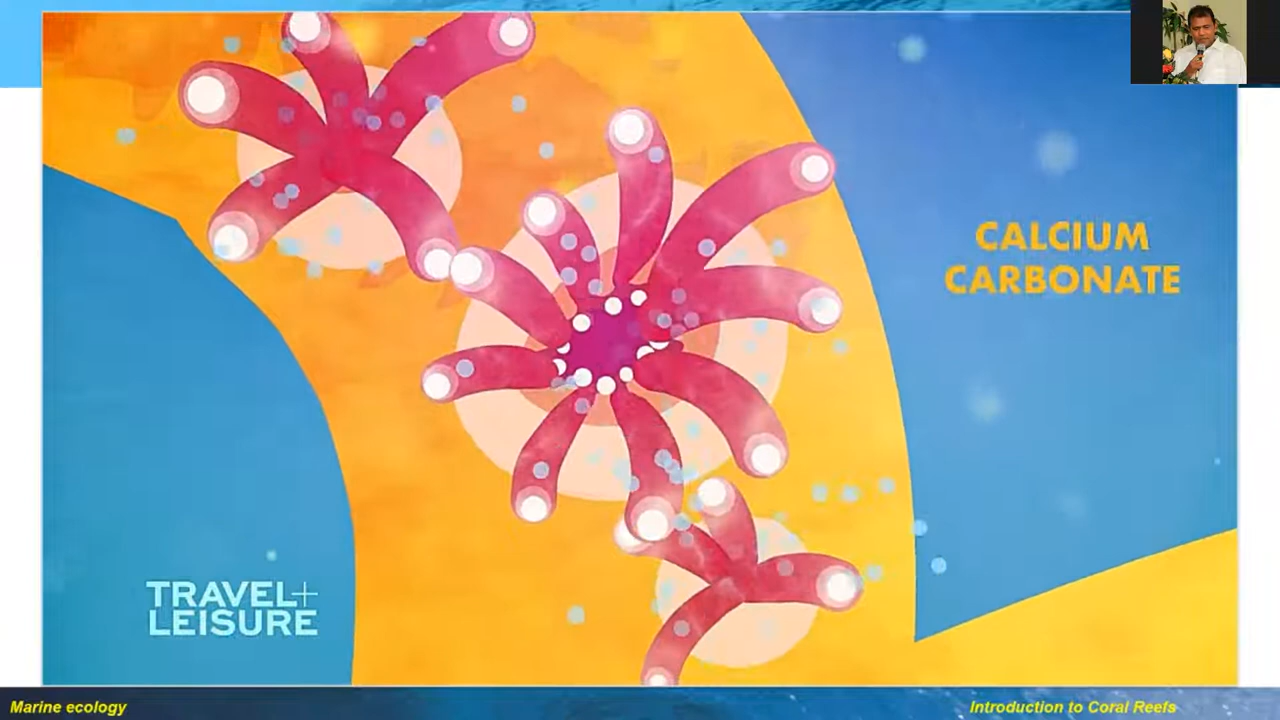 CALCIUM
CARBONATE
TRAVEL+
LEISURE
Marine ecology
Introduction to Coral Reefs